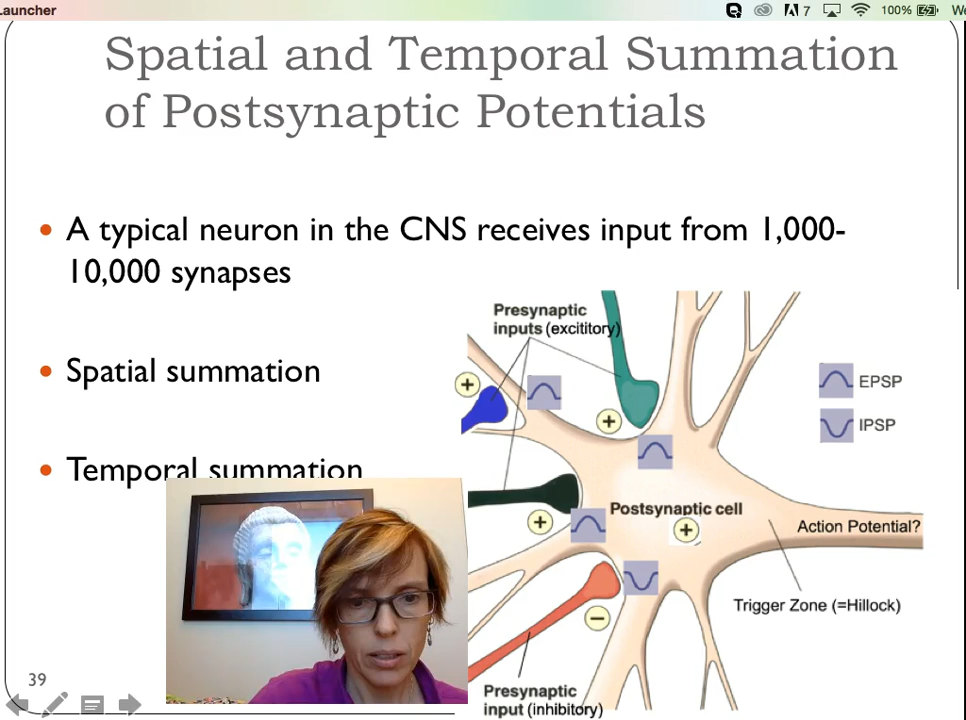 Launcher
7
100%
We
Spatial and Temporal Summation
of Postsynaptic Potentials
A typical neuron in the CNS receives input from 1,000-
10,000 synapses
Spatial summation
Temporal summation
Presynaptic
inputs (excititory)
+
+
+
+
−
EPSP
IPSP
Postsynaptic cell
Action Potential?
Trigger Zone (=Hillock)
Presynaptic
input (inhibitory)
39